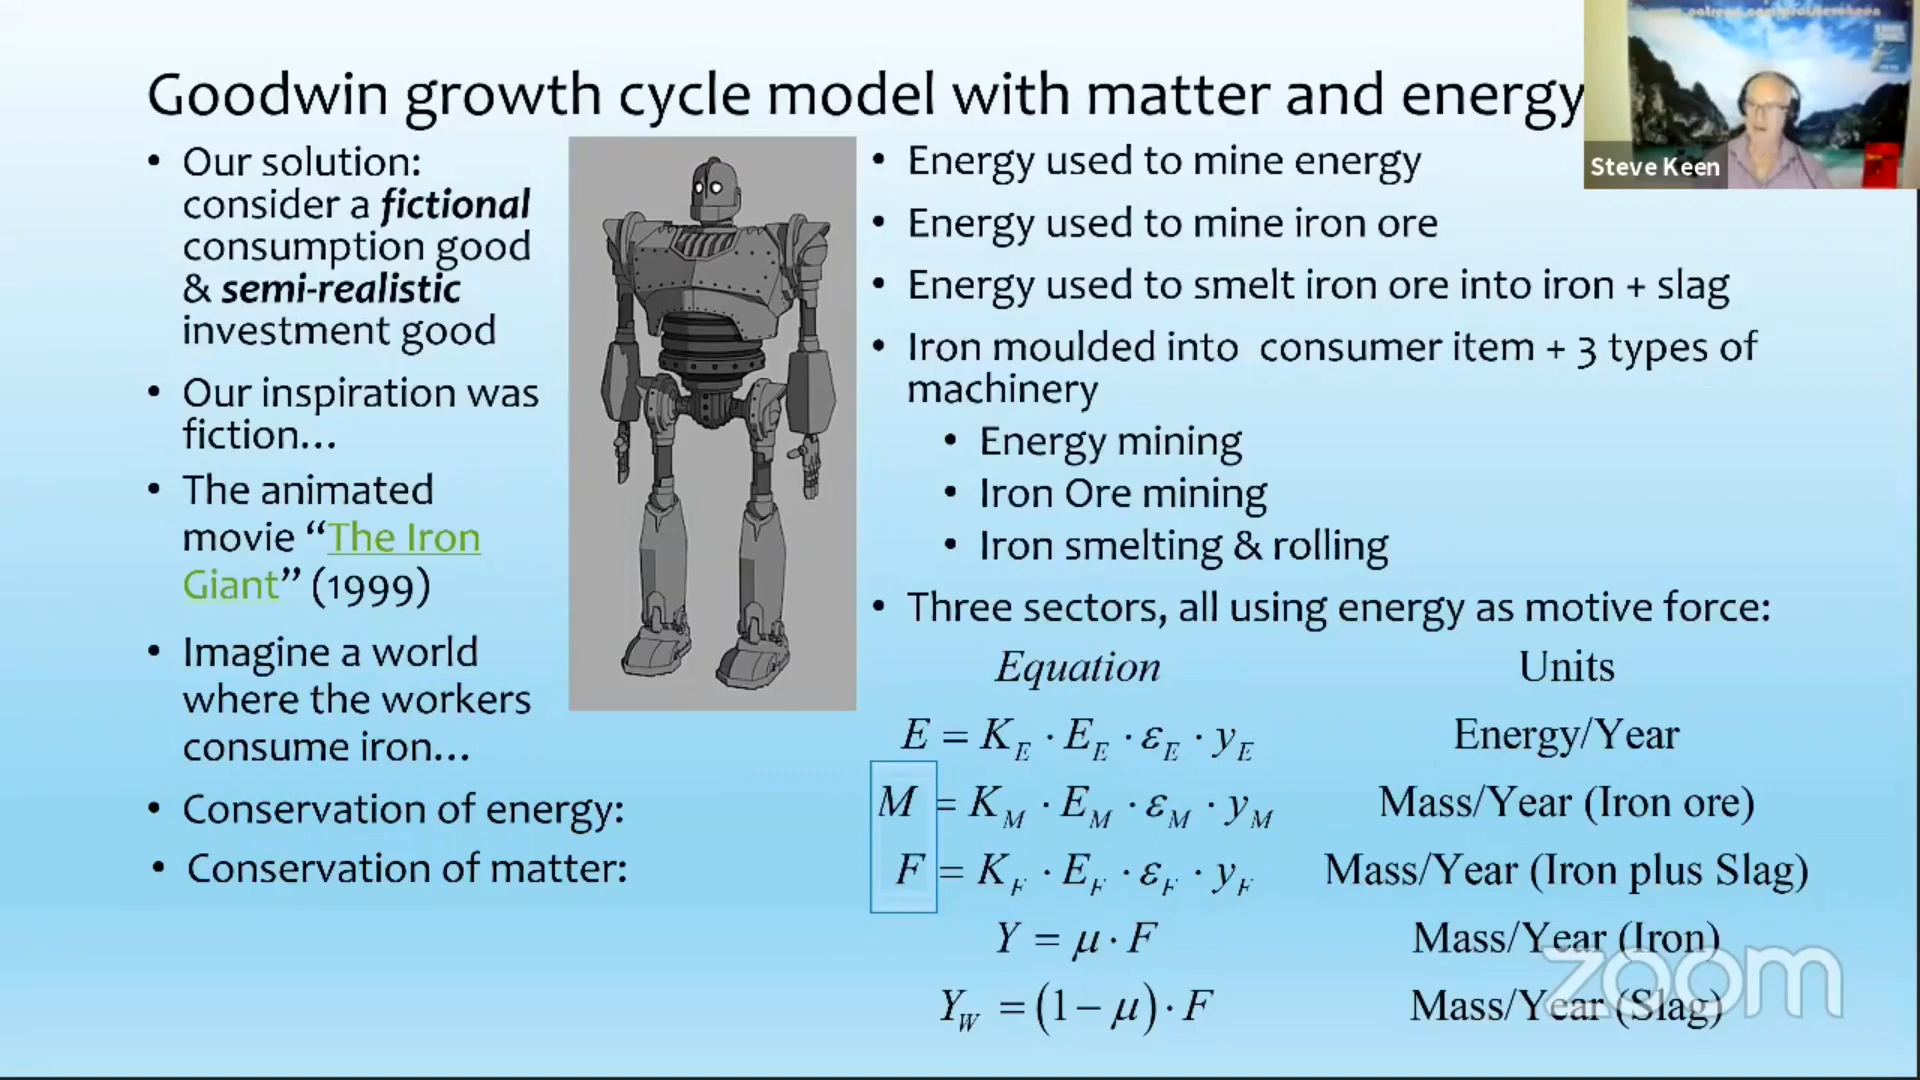 Goodwin growth cycle model with matter and energy
• Our solution:
consider a fictional
consumption good
& semi-realistic
investment good
• Our inspiration was
fiction…
• The animated
movie “The Iron
Giant” (1999)
• Imagine a world
where the workers
consume iron…
• Conservation of energy:
• Conservation of matter:
• Energy used to mine energy
• Energy used to mine iron ore
• Energy used to smelt iron ore into iron + slag
• Iron moulded into consumer item + 3 types of
machinery
• Energy mining
• Iron Ore mining
• Iron smelting & rolling
• Three sectors, all using energy as motive force:
Equation Units
E = K_E · E_E · ε_E · y_E Energy/Year
M = K_M · E_M · ε_M · y_M Mass/Year (Iron ore)
F = K_F · E_F · ε_F · y_F Mass/Year (Iron plus Slag)
Y = μ · F Mass/Year (Iron)
Y_W = (1 − μ) · F Mass/Year (Slag)
Steve Keen
zoom